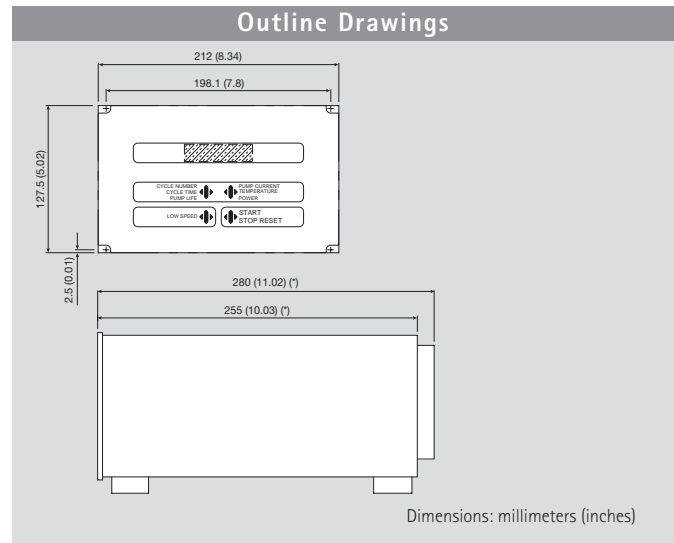 Outline Drawings
212 (8.34)
198.1 (7.8)
127.5 (5.02)
CYCLE NUMBER
CYCLE TIME
PUMP LIFE
PUMP CURRENT
TEMPERATURE
POWER
LOW SPEED
START
STOP RESET
2.5 (0.01)
280 (11.02) (*)
255 (10.03) (*)
Dimensions: millimeters (inches)